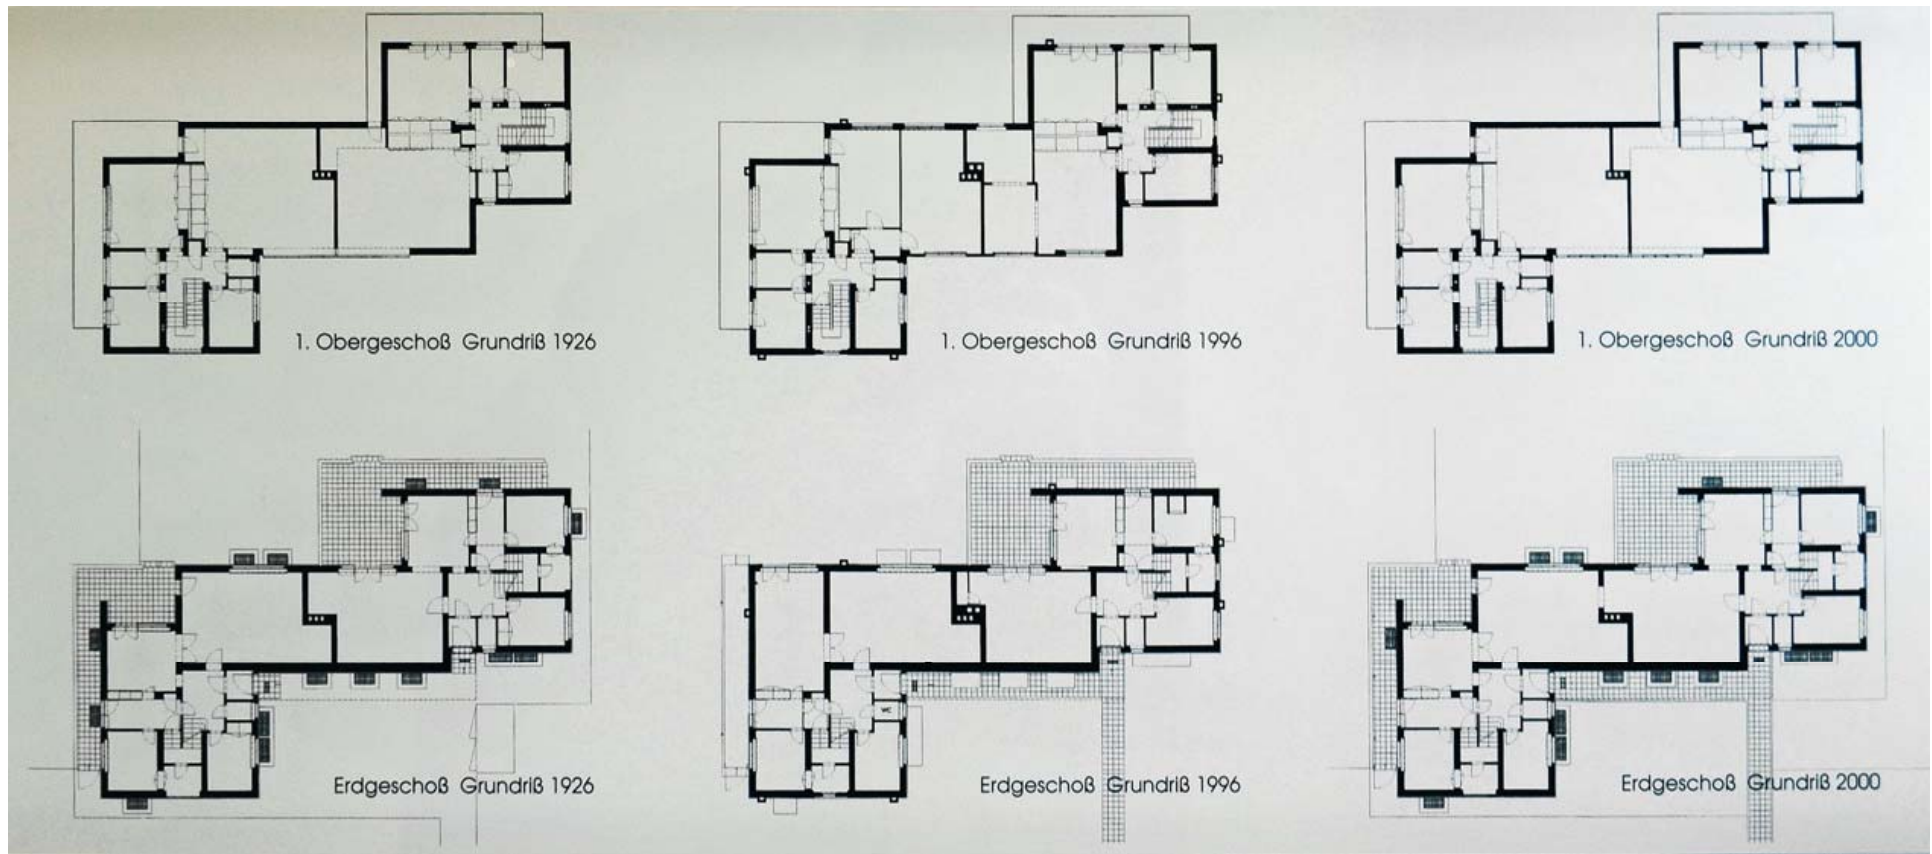 1. Obergeschoß Grundriß 1926
1. Obergeschoß Grundriß 1996
1. Obergeschoß Grundriß 2000
Erdgeschoß Grundriß 1926
Erdgeschoß Grundriß 1996
Erdgeschoß Grundriß 2000